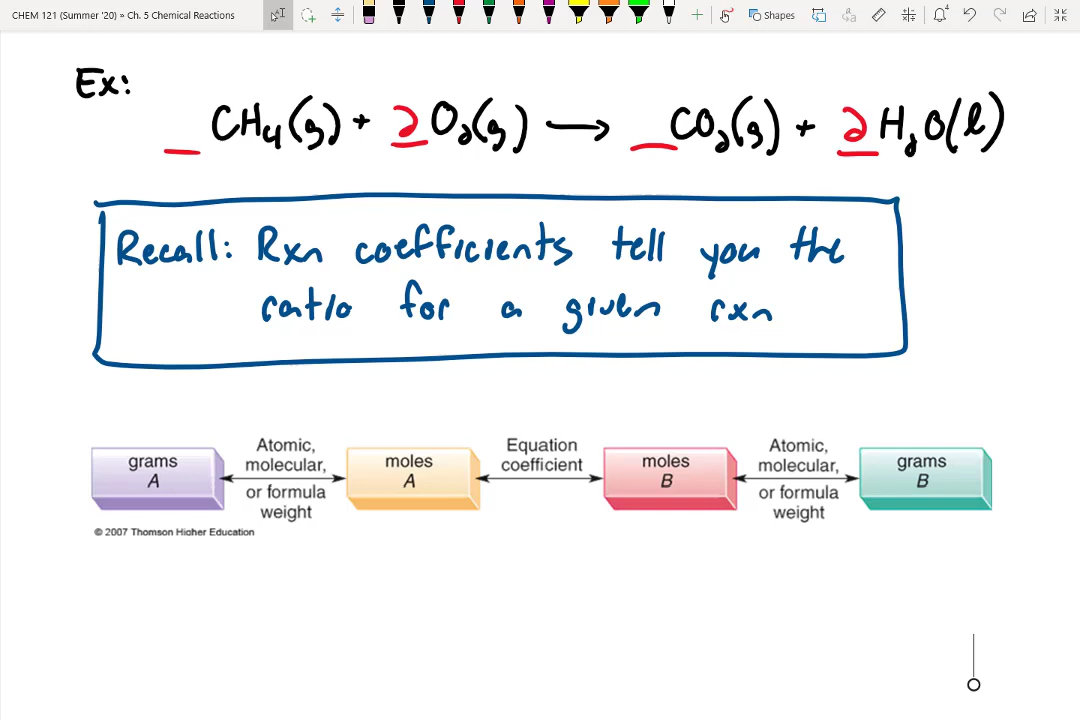 CHEM 121 (Summer '20) » Ch. 5 Chemical Reactions
4
Shapes
Ex:
_ CH₄(g) + 2 O₂(g) → _ CO₂(g) + 2 H₂O(l)
Recall: Rxn coefficients tell you the
ratio for a given rxn
grams
A
Atomic,
molecular,
or formula
weight
moles
A
Equation
coefficient
moles
B
Atomic,
molecular,
or formula
weight
grams
B
© 2007 Thomson Higher Education